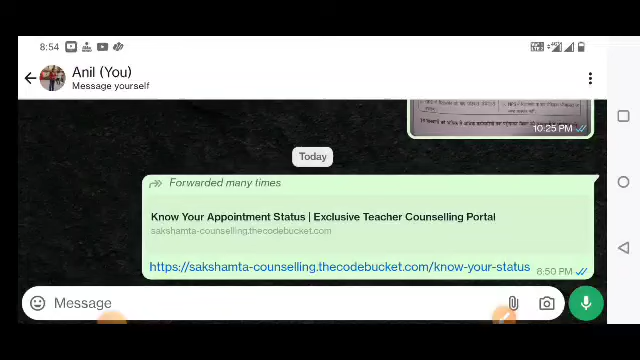 8:54
Anil (You)
Message yourself
10:25 PM
Today
Forwarded many times
Know Your Appointment Status | Exclusive Teacher Counselling Portal
sakshamta-counselling.thecodebucket.com
https://sakshamta-counselling.thecodebucket.com/know-your-status
8:50 PM
Message